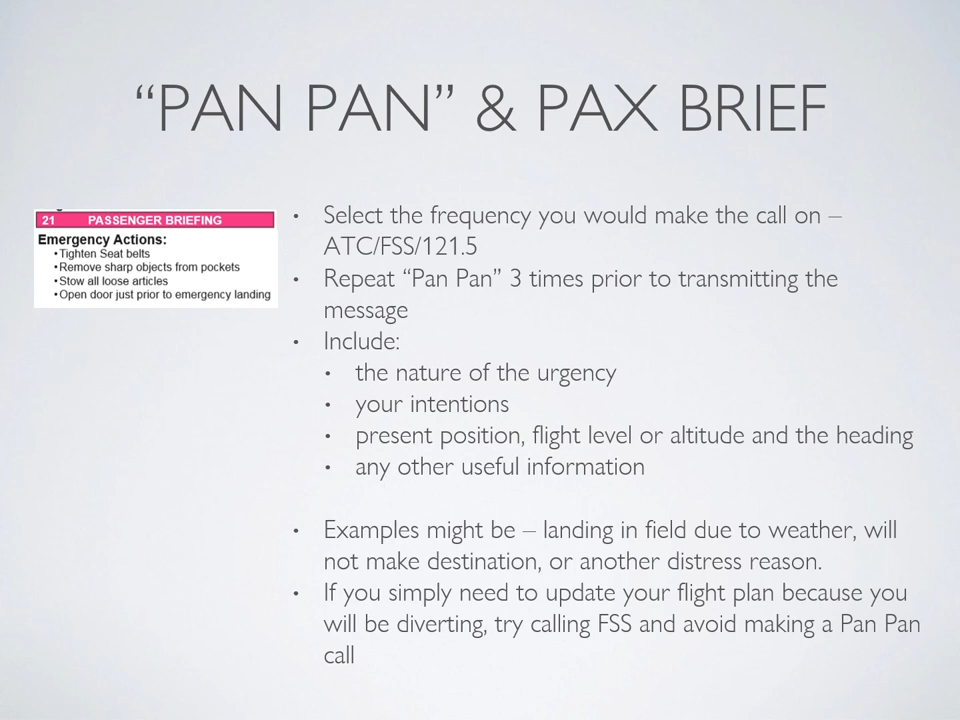 “PAN PAN” & PAX BRIEF
21 PASSENGER BRIEFING
Emergency Actions:
• Tighten Seat belts
• Remove sharp objects from pockets
• Stow all loose articles
• Open door just prior to emergency landing
• Select the frequency you would make the call on –
ATC/FSS/121.5
• Repeat “Pan Pan” 3 times prior to transmitting the
message
• Include:
• the nature of the urgency
• your intentions
• present position, flight level or altitude and the heading
• any other useful information
• Examples might be – landing in field due to weather, will
not make destination, or another distress reason.
• If you simply need to update your flight plan because you
will be diverting, try calling FSS and avoid making a Pan Pan
call